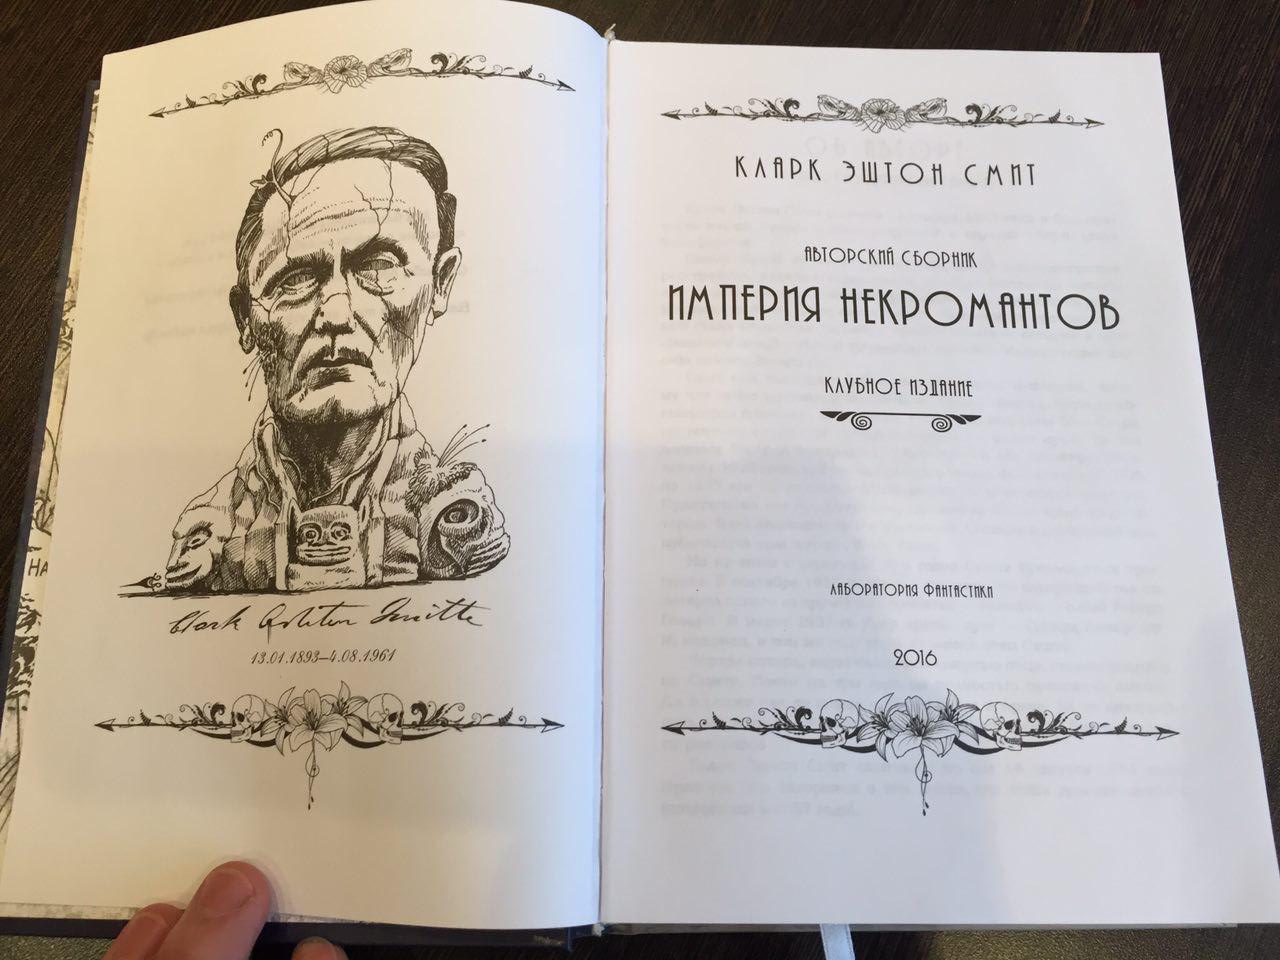 Clark Ashton Smith
13.01.1893–4.08.1961
НА
КЛАРК ЭШТОН СМИТ
АВТОРСКИЙ СБОРНИК
ИМПЕРИЯ НЕКРОМАНТОВ
КЛУБНОЕ ИЗДАНИЕ
ЛАБОРАТОРИЯ ФАНТАСТИКИ
2016